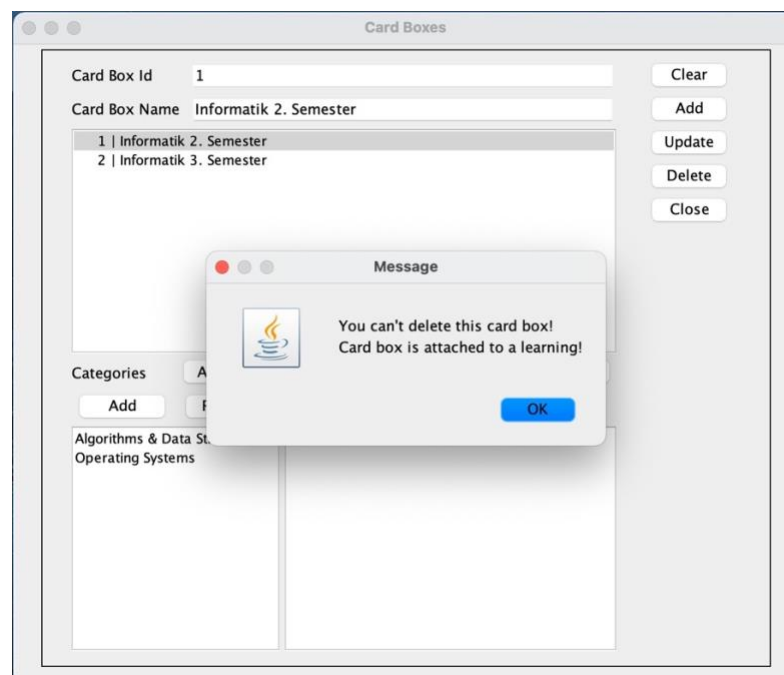 Card Boxes
Card Box Id 1 Clear
Card Box Name Informatik 2. Semester Add
1 | Informatik 2. Semester Update
2 | Informatik 3. Semester
Delete
Close
Message
You can't delete this card box!
Card box is attached to a learning!
OK
Categories
Add
Algorithms & Data
Operating Systems